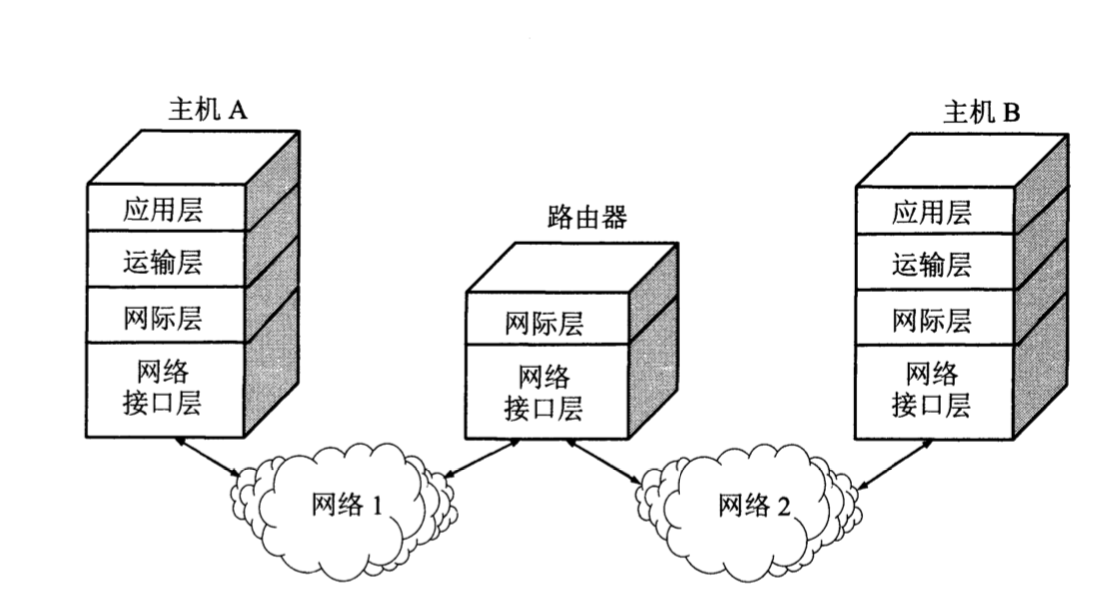 主机 A
应用层
运输层
网际层
网络
接口层
路由器
网际层
网络
接口层
主机 B
应用层
运输层
网际层
网络
接口层
网络 1
网络 2